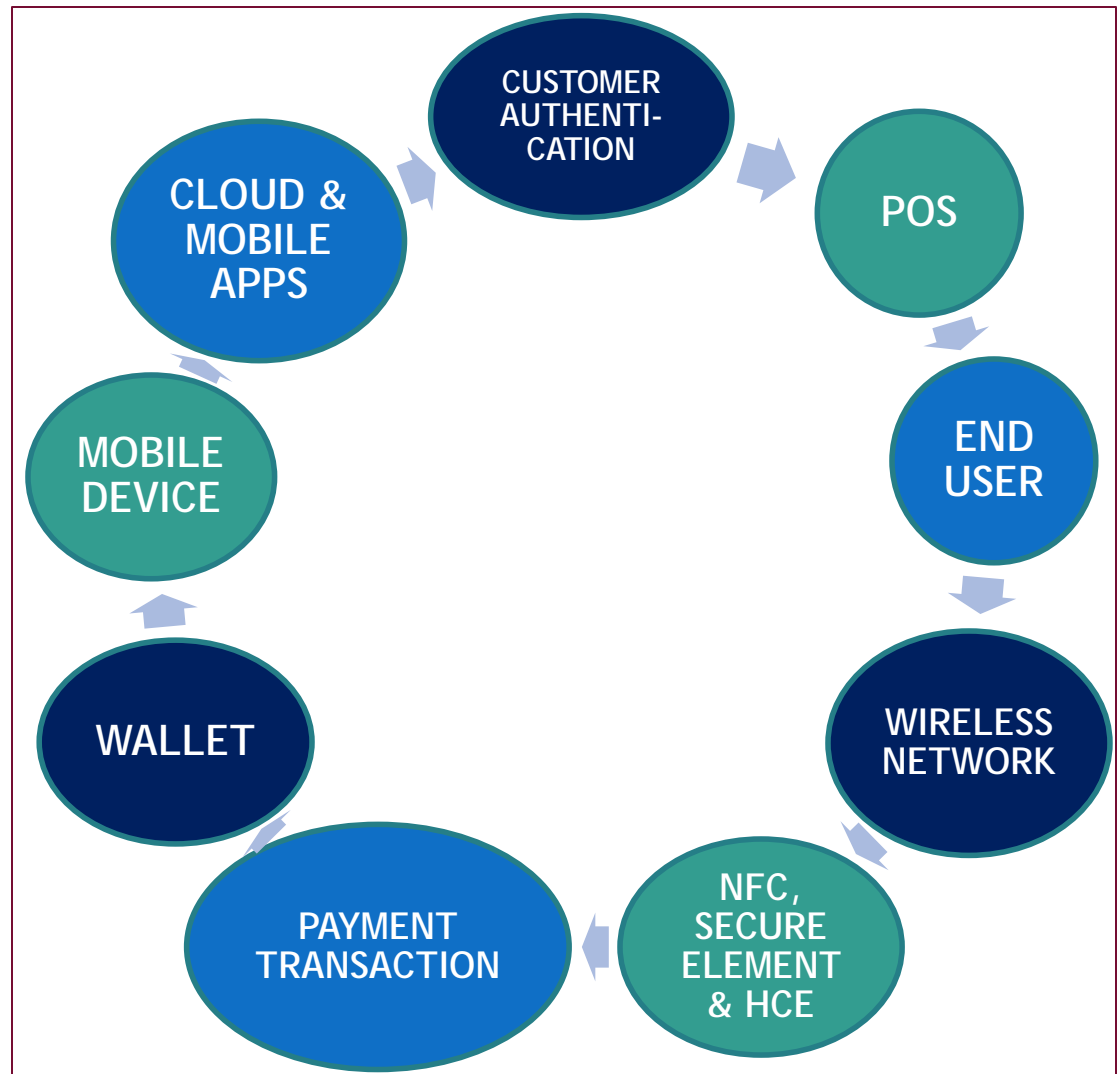 CUSTOMER
AUTHENTI-
CATION
POS
END
USER
WIRELESS
NETWORK
NFC,
SECURE
ELEMENT
& HCE
PAYMENT
TRANSACTION
WALLET
MOBILE
DEVICE
CLOUD &
MOBILE
APPS